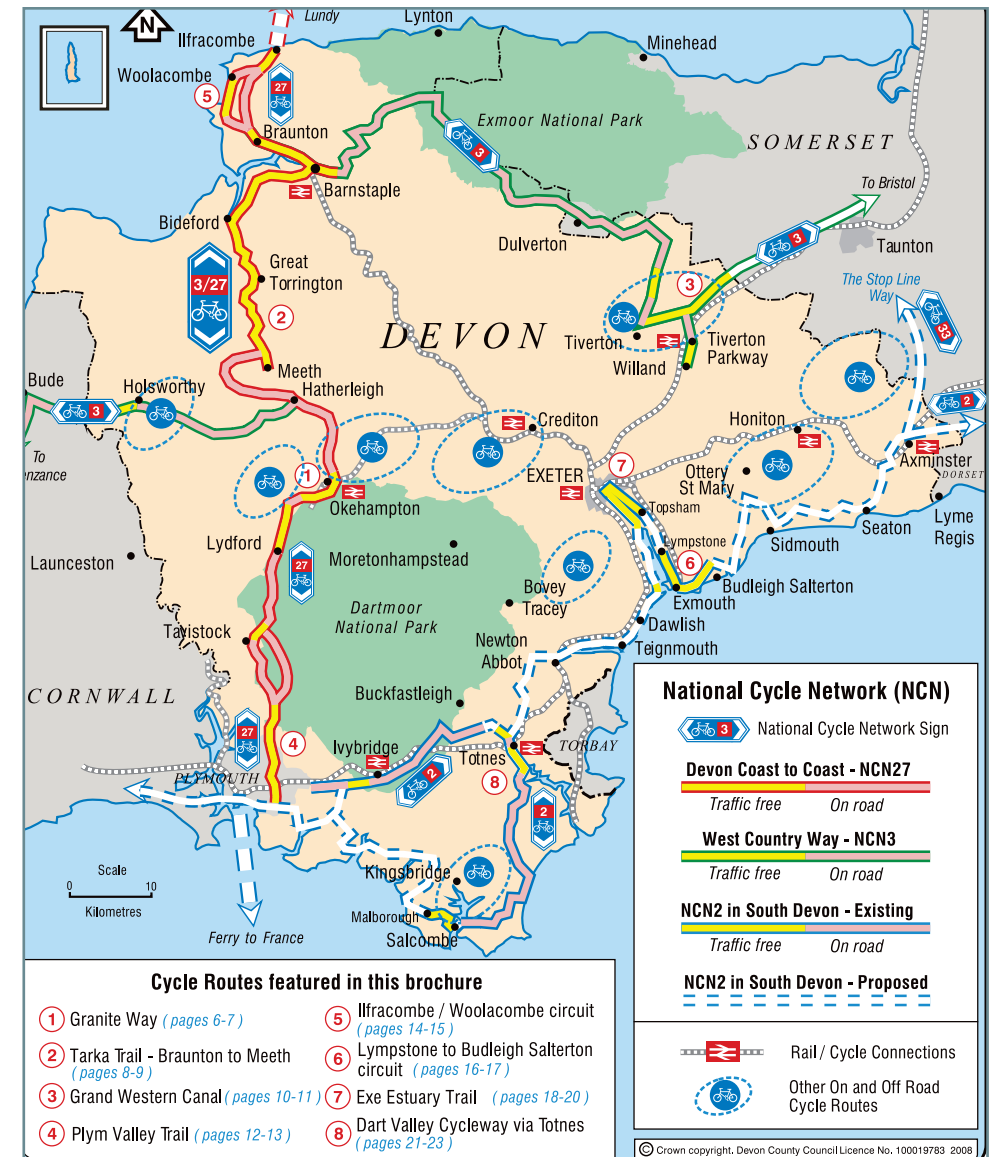 N
Lundy
Ilfracombe
Lynton
Minehead
Woolacombe
27
5
Braunton
Exmoor National Park
3
SOMERSET
Barnstaple
To Bristol
Bideford
Dulverton
3
Taunton
3/27
Great
Torrington
3
The Stop Line
Way
2
DEVON
Tiverton
Tiverton
Parkway
33
Willand
Bude
Holsworthy
Meeth
Hatherleigh
3
2
Crediton
Honiton
To
nzance
1
EXETER
7
Ottery
St Mary
Axminster
DORSET
Okehampton
Topsham
Seaton
Lyme
Regis
Lydford
Lympstone
Sidmouth
Launceston
27
Moretonhampstead
6
Budleigh Salterton
Bovey
Tracey
Exmouth
Dartmoor
National Park
Dawlish
Tavistock
Newton
Abbot
Teignmouth
CORNWALL
Buckfastleigh
27
4
Ivybridge
Totnes
TORBAY
PLYMOUTH
2
8
2
Scale
0
10
Kilometres
Kingsbridge
Malborough
Salcombe
Ferry to France
National Cycle Network (NCN)
3
National Cycle Network Sign
Devon Coast to Coast - NCN27
Traffic free On road
West Country Way - NCN3
Traffic free On road
NCN2 in South Devon - Existing
Traffic free On road
NCN2 in South Devon - Proposed
Rail / Cycle Connections
Other On and Off Road
Cycle Routes
© Crown copyright. Devon County Council Licence No. 100019783 2008
Cycle Routes featured in this brochure
1 Granite Way ( pages 6-7 )
2 Tarka Trail - Braunton to Meeth
( pages 8-9 )
3 Grand Western Canal ( pages 10-11 )
4 Plym Valley Trail ( pages 12-13 )
5 Ilfracombe / Woolacombe circuit
( pages 14-15 )
6 Lympstone to Budleigh Salterton
circuit ( pages 16-17 )
7 Exe Estuary Trail ( pages 18-20 )
8 Dart Valley Cycleway via Totnes
( pages 21-23 )